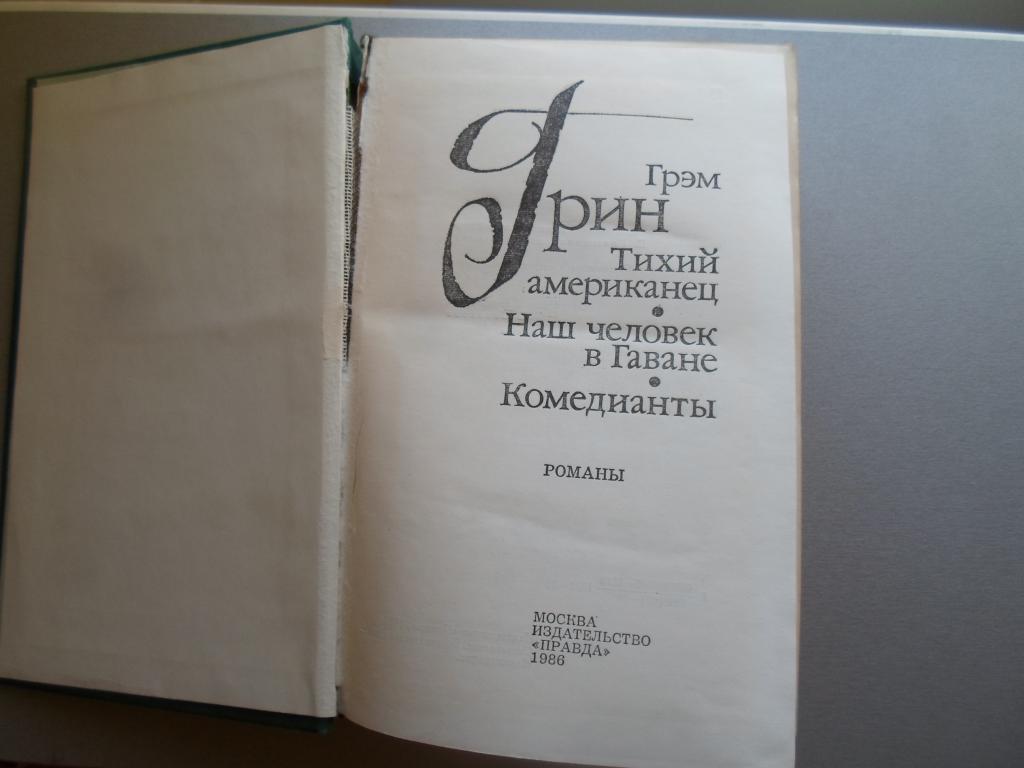 Грэм
Грин
Тихий
американец
•
Наш человек
в Гаване
•
Комедианты
РОМАНЫ
МОСКВА
ИЗДАТЕЛЬСТВО
«ПРАВДА»
1986